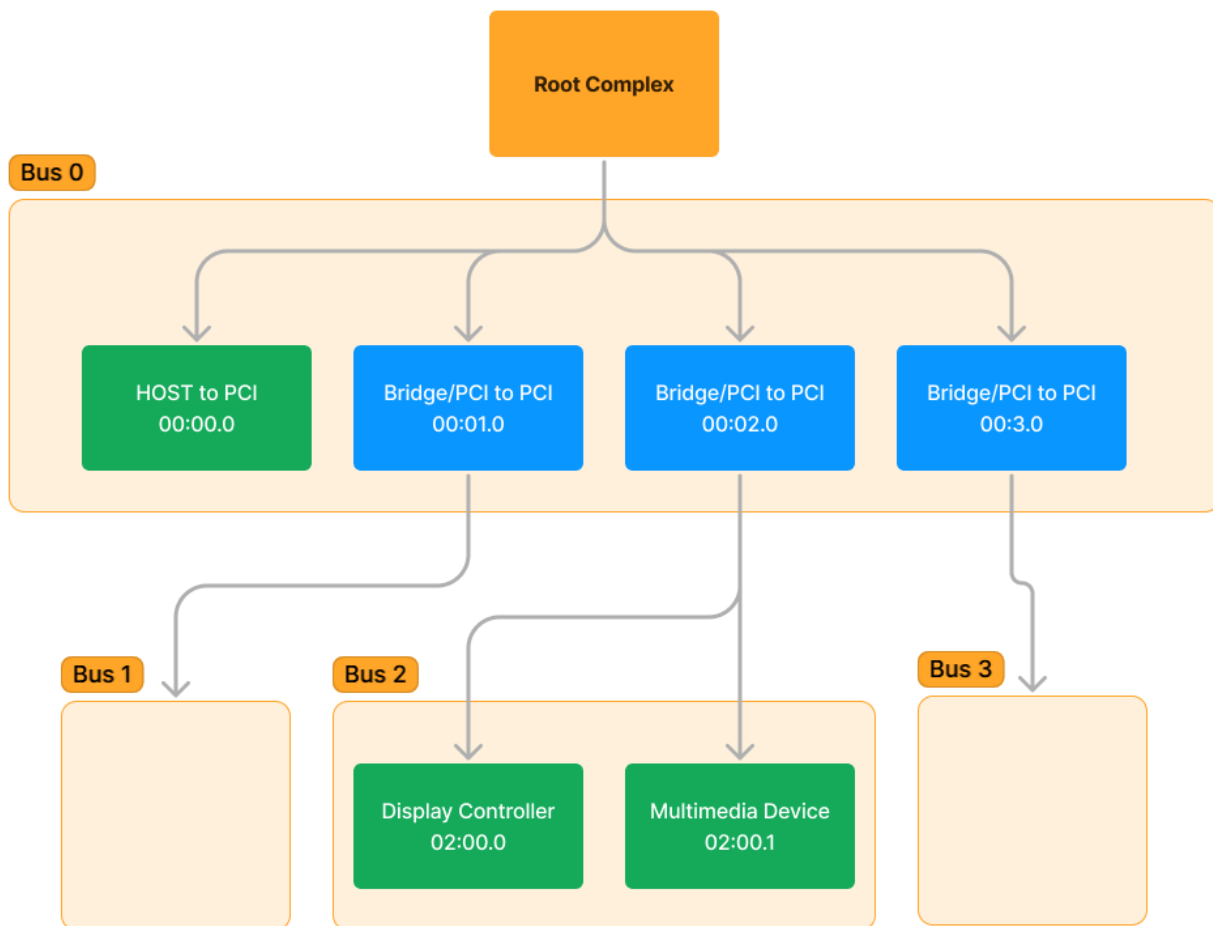 Root Complex
Bus 0
HOST to PCI
00:00.0
Bridge/PCI to PCI
00:01.0
Bridge/PCI to PCI
00:02.0
Bridge/PCI to PCI
00:3.0
Bus 1
Bus 2
Bus 3
Display Controller
02:00.0
Multimedia Device
02:00.1